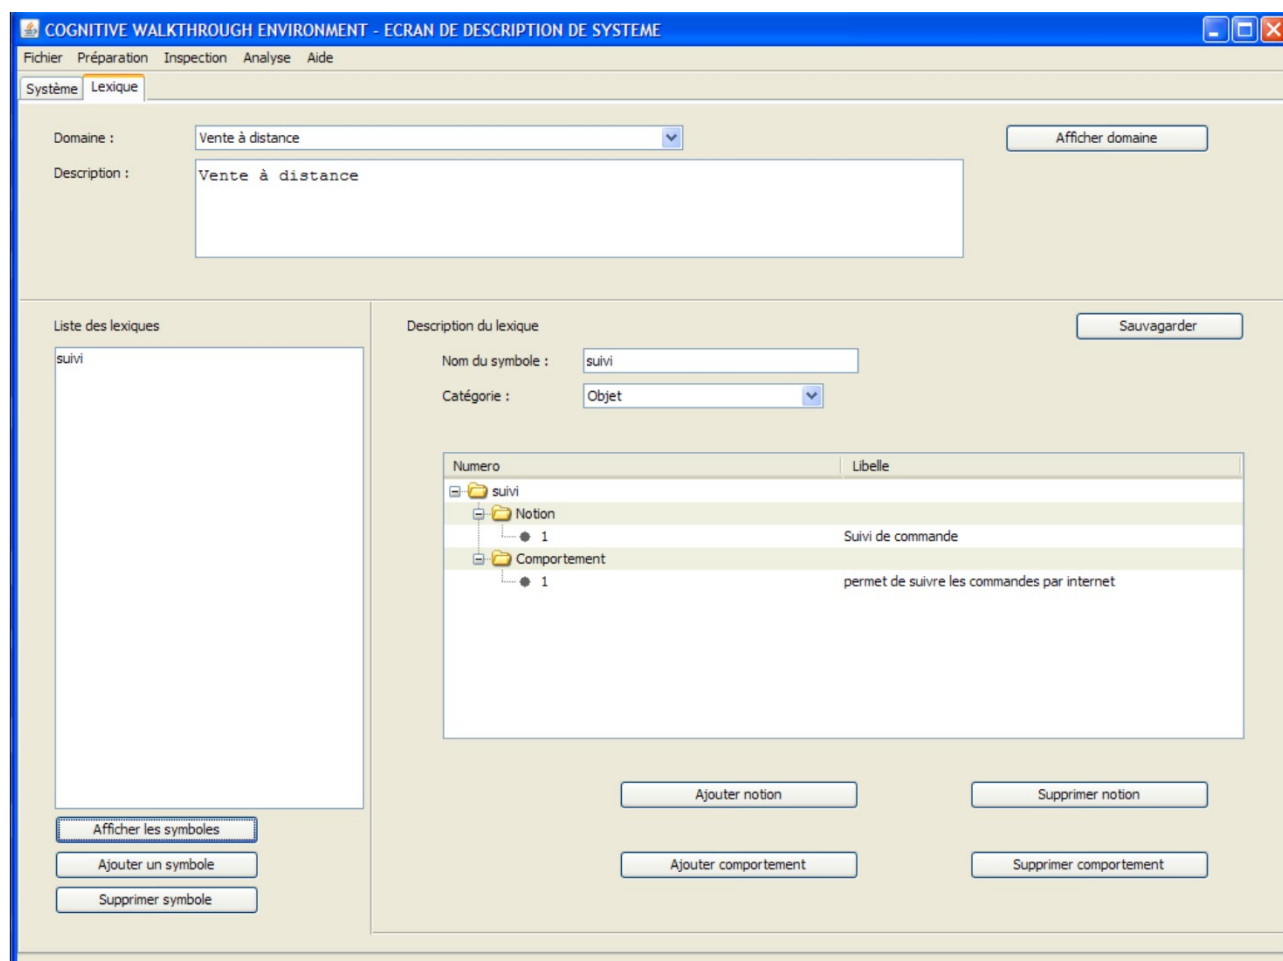 COGNITIVE WALKTHROUGH ENVIRONMENT - ECRAN DE DESCRIPTION DE SYSTEME
Fichier Préparation Inspection Analyse Aide
Système Lexique
Domaine : Vente à distance Afficher domaine
Description : Vente à distance
Liste des lexiques
suivi
Afficher les symboles
Ajouter un symbole
Supprimer symbole
Description du lexique Sauvagarder
Nom du symbole : suivi
Catégorie : Objet
Numero Libelle
suivi
Notion
1 Suivi de commande
Comportement
1 permet de suivre les commandes par internet
Ajouter notion Supprimer notion
Ajouter comportement Supprimer comportement